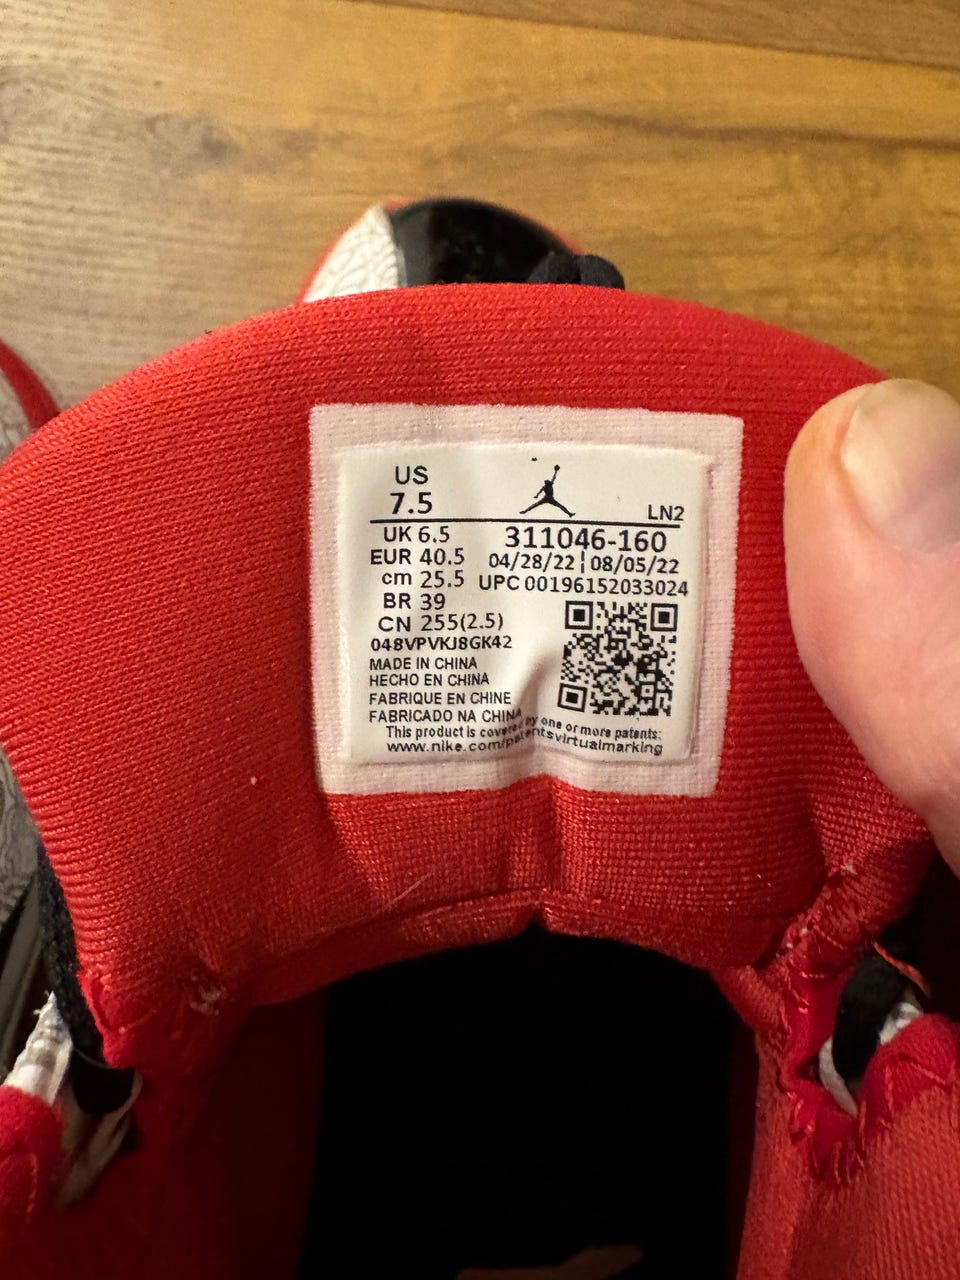 US
7.5
LN2
UK 6.5
311046-160
EUR 40.5
04/28/22 ¦ 08/05/22
cm 25.5
UPC 00196152033024
BR 39
CN 255(2.5)
048VPVKJ8GK42
MADE IN CHINA
HECHO EN CHINA
FABRIQUE EN CHINE
FABRICADO NA CHINA
This product is covered by one or more patents:
www.nike.com/patentsvirtualmarking